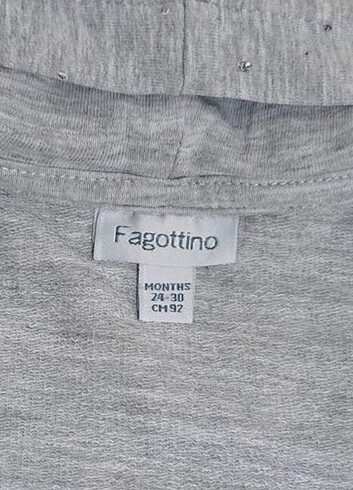 Fagottino
MONTHS
24-30
CM 92